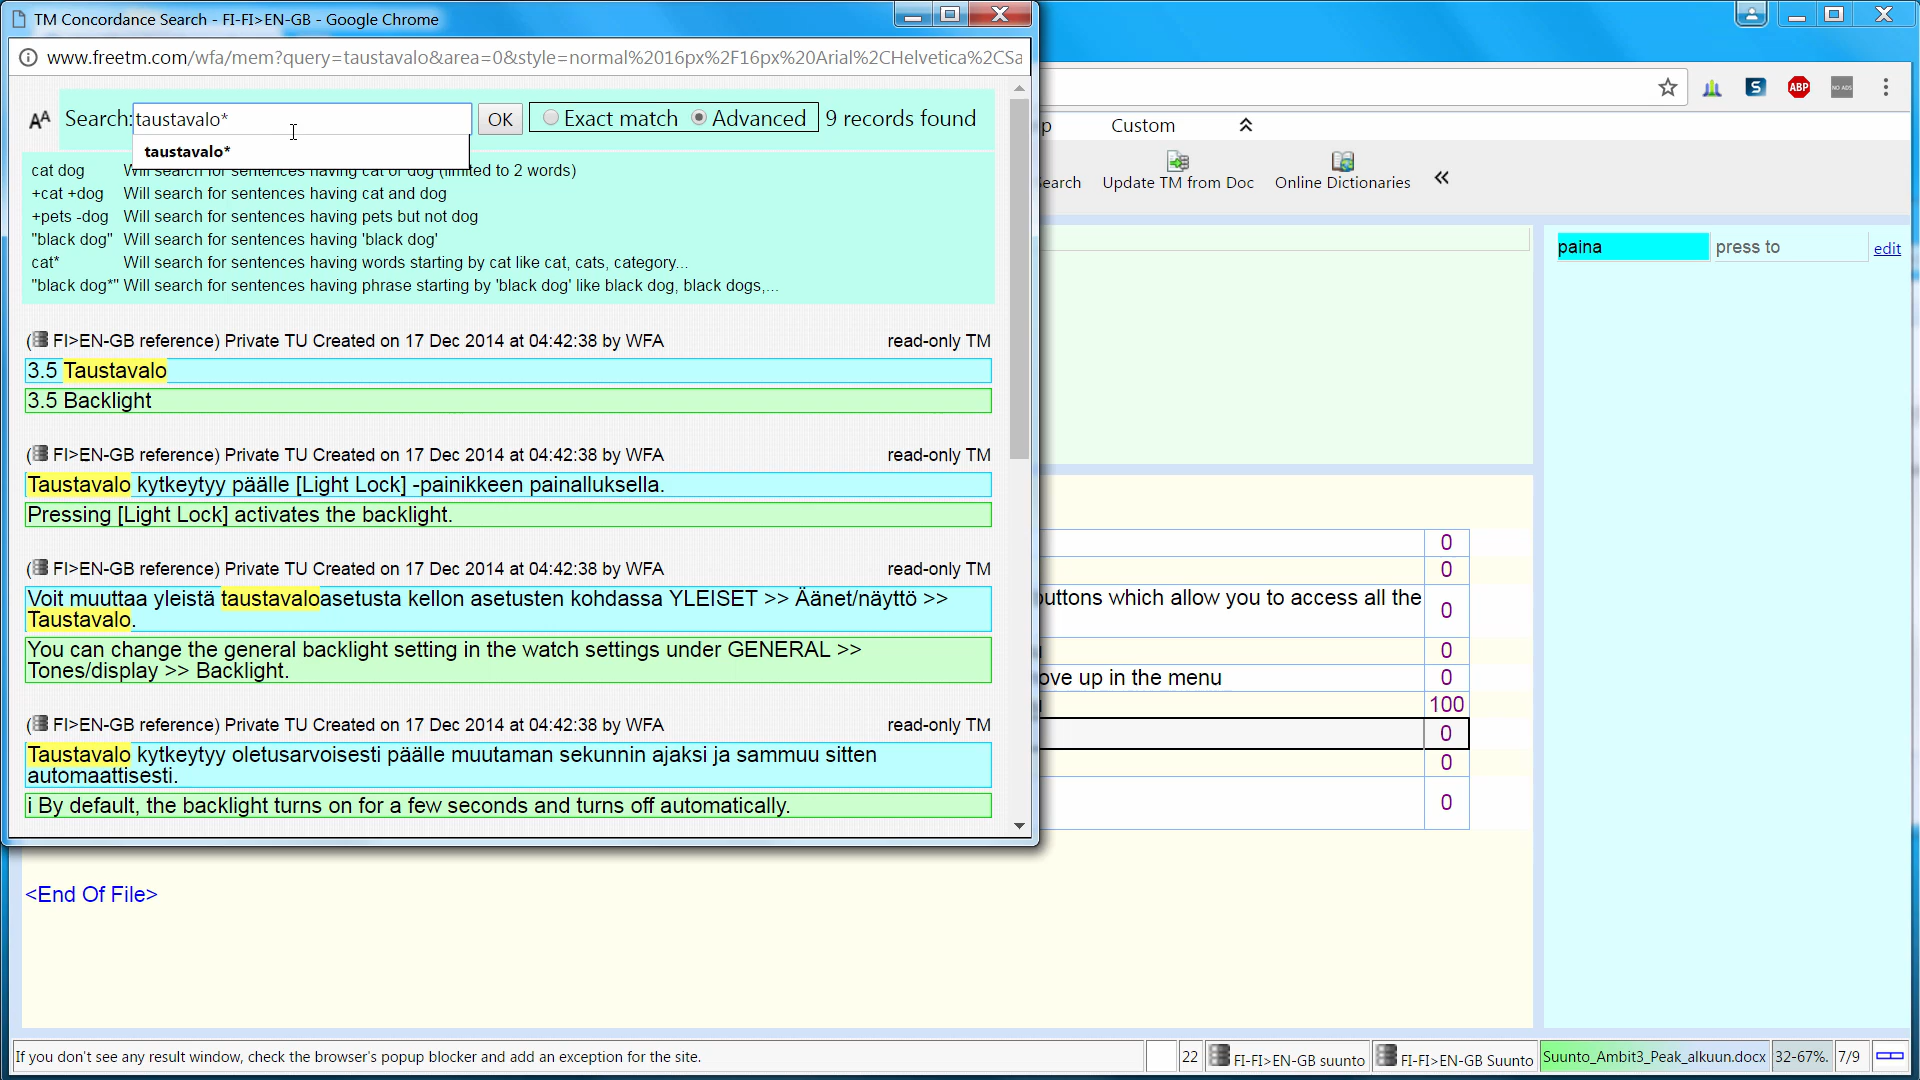 TM Concordance Search - FI-FI>EN-GB - Google Chrome
www.freetm.com/wfa/mem?query=taustavalo&area=0&style=normal%2016px%2F16px%20Arial%2CHelvetica%2CSa
Search: taustavalo* OK Exact match Advanced 9 records found
taustavalo*
cat dog Will search for sentences having cat or dog (limited to 2 words)
+cat +dog Will search for sentences having cat and dog
+pets -dog Will search for sentences having pets but not dog
"black dog" Will search for sentences having 'black dog'
cat* Will search for sentences having words starting by cat like cat, cats, category...
"black dog*" Will search for sentences having phrase starting by 'black dog' like black dog, black dogs,...
(FI>EN-GB reference) Private TU Created on 17 Dec 2014 at 04:42:38 by WFA read-only TM
3.5 Taustavalo
3.5 Backlight
(FI>EN-GB reference) Private TU Created on 17 Dec 2014 at 04:42:38 by WFA read-only TM
Taustavalo kytkeytyy päälle [Light Lock] -painikkeen painalluksella.
Pressing [Light Lock] activates the backlight.
(FI>EN-GB reference) Private TU Created on 17 Dec 2014 at 04:42:38 by WFA read-only TM
Voit muuttaa yleistä taustavaloasetusta kellon asetusten kohdassa YLEISET >> Äänet/näyttö >>
Taustavalo.
You can change the general backlight setting in the watch settings under GENERAL >>
Tones/display >> Backlight.
(FI>EN-GB reference) Private TU Created on 17 Dec 2014 at 04:42:38 by WFA read-only TM
Taustavalo kytkeytyy oletusarvoisesti päälle muutaman sekunnin ajaksi ja sammuu sitten
automaattisesti.
i By default, the backlight turns on for a few seconds and turns off automatically.
ABP NO ADS
p Custom
Search Update TM from Doc Online Dictionaries
paina press to edit
0
0
buttons which allow you to access all the 0
0
ove up in the menu 0
100
0
0
0
<End Of File>
If you don't see any result window, check the browser's popup blocker and add an exception for the site. 22 FI-FI>EN-GB suunto FI-FI>EN-GB Suunto Suunto_Ambit3_Peak_alkuun.docx 32-67%. 7/9